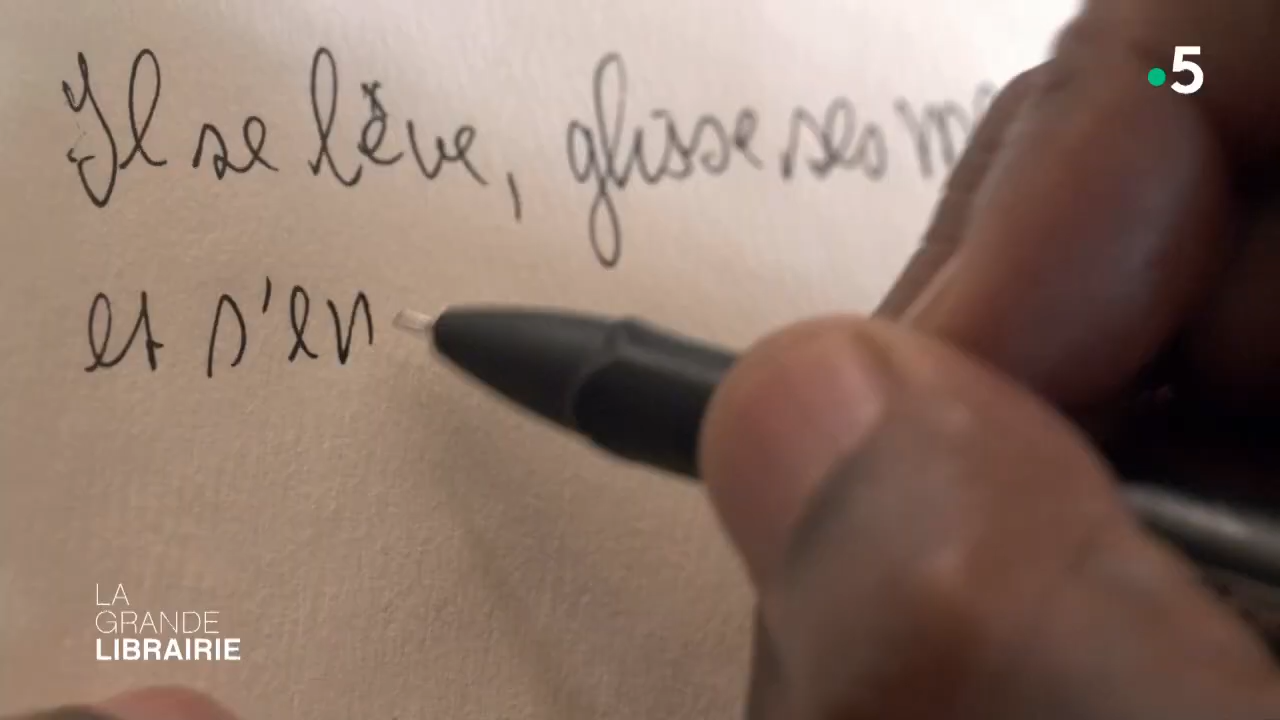 5
Il se lève, glisse ses
et s'en
LA
GRANDE
LIBRAIRIE